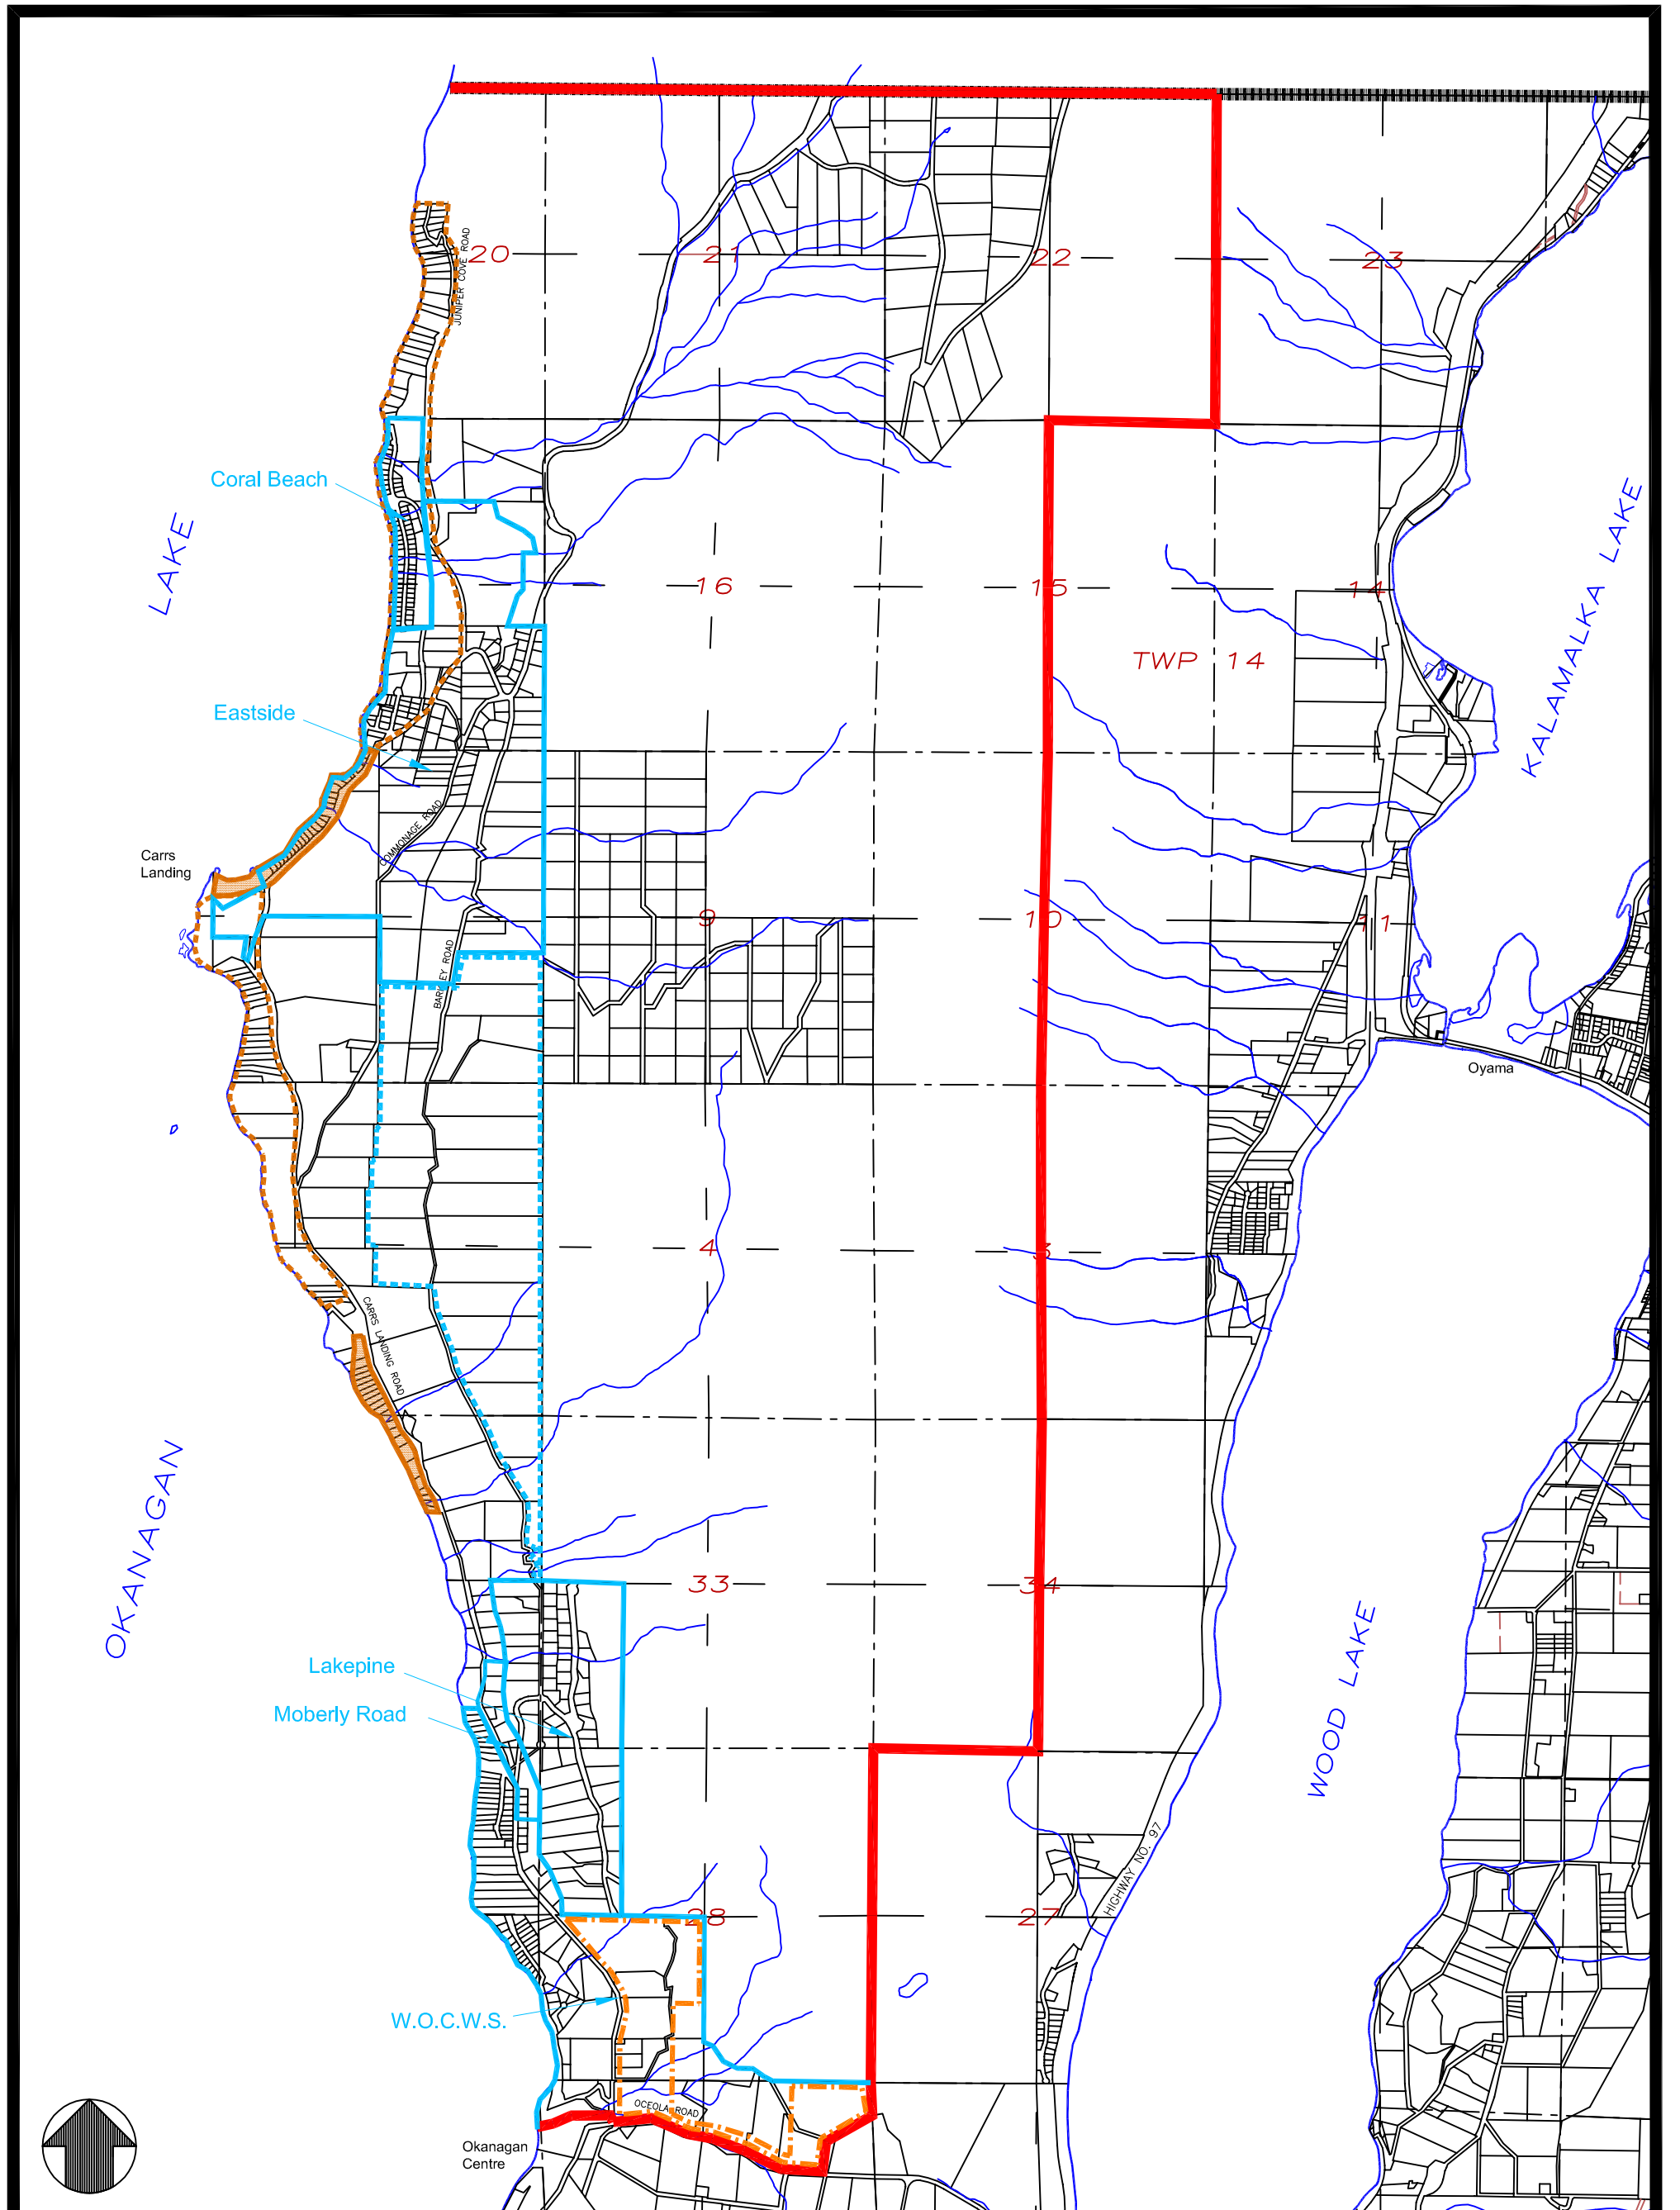 20
21
22
23
JUNIPER COVE ROAD
Coral Beach
LAKE
KALAMALKA LAKE
16
15
14
TWP 14
Eastside
COMMONAGE ROAD
Carrs
Landing
9
10
11
BARKLEY ROAD
Oyama
4
3
CARRS LANDING ROAD
OKANAGAN
33
34
Lakepine
Moberly Road
WOOD LAKE
HIGHWAY NO. 97
28
27
W.O.C.W.S.
OCEOLA ROAD
Okanagan
Centre